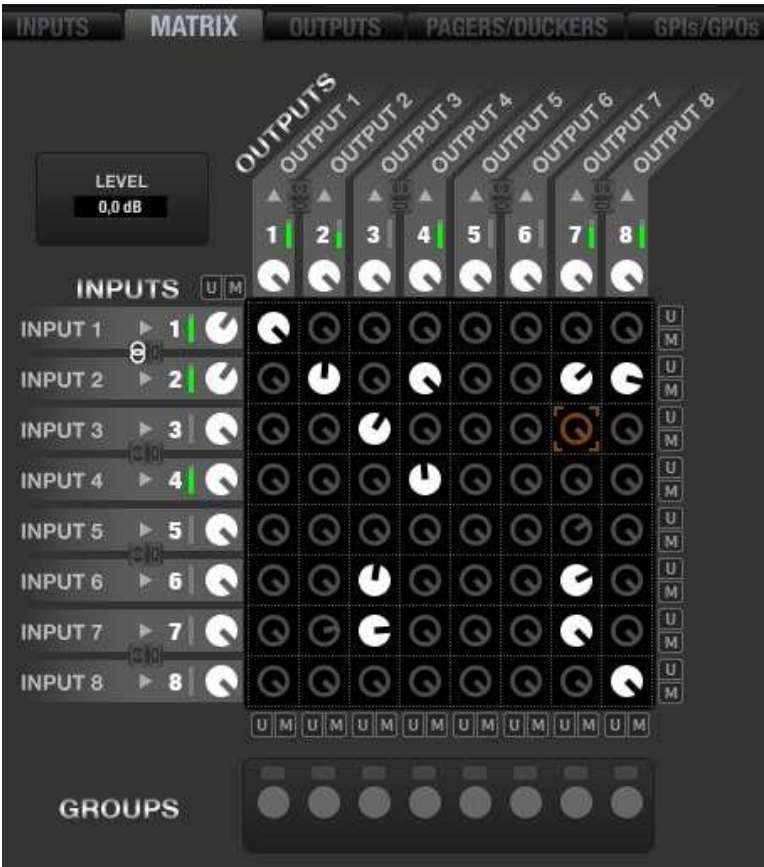 INPUTS MATRIX OUTPUTS PAGERS/DUCKERS GPIs/GPOs
OUTPUTS OUTPUT 1 OUTPUT 2 OUTPUT 3 OUTPUT 4 OUTPUT 5 OUTPUT 6 OUTPUT 7 OUTPUT 8
LEVEL
0,0 dB
1 2 3 4 5 6 7 8
INPUTS U M
INPUT 1 1 U
M
INPUT 2 2 U
M
INPUT 3 3 U
M
INPUT 4 4 U
M
INPUT 5 5 U
M
INPUT 6 6 U
M
INPUT 7 7 U
M
INPUT 8 8 U
M
U M U M U M U M U M U M U M U M
GROUPS